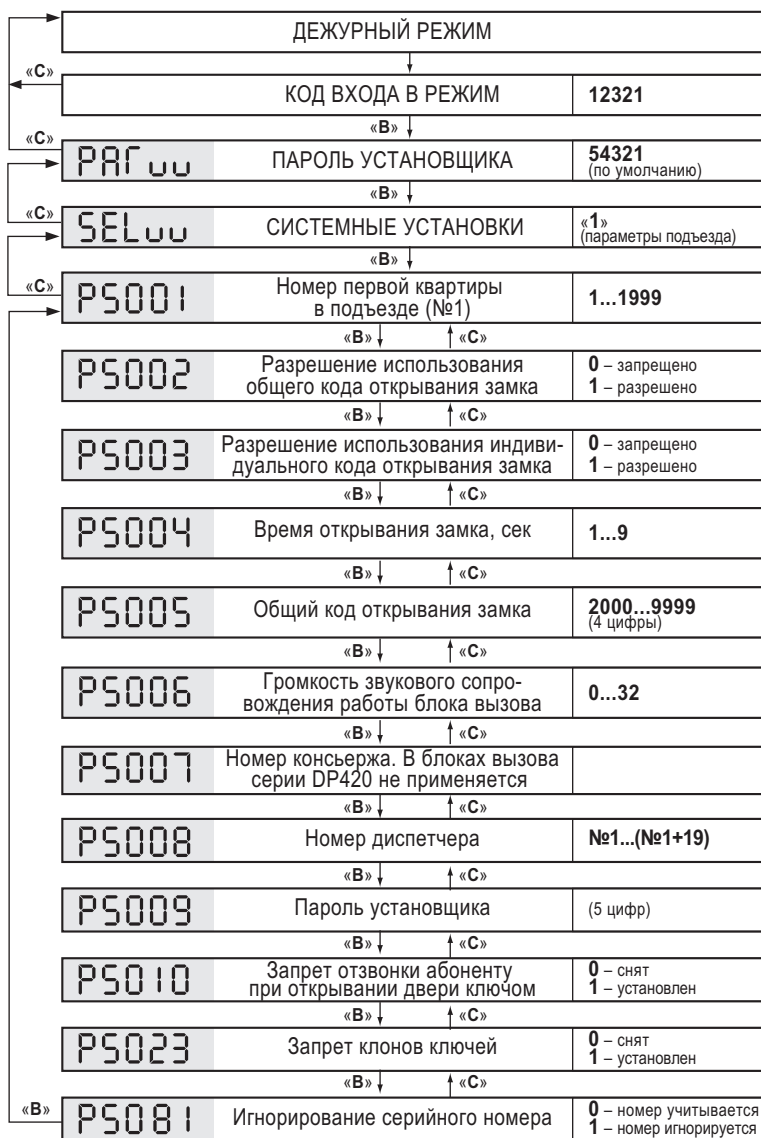 ДЕЖУРНЫЙ РЕЖИМ
«С»
КОД ВХОДА В РЕЖИМ 12321
«В»
«С»
PAГ ПАРОЛЬ УСТАНОВЩИКА 54321
(по умолчанию)
«В»
«С»
SEL СИСТЕМНЫЕ УСТАНОВКИ «1»
(параметры подъезда)
«В»
«С»
PS001 Номер первой квартиры
в подъезде (№1) 1...1999
«В» «С»
PS002 Разрешение использования
общего кода открывания замка
0 – запрещено
1 – разрешено
«В» «С»
PS003 Разрешение использования индиви-
дуального кода открывания замка
0 – запрещено
1 – разрешено
«В» «С»
PS004 Время открывания замка, сек 1...9
«В» «С»
PS005 Общий код открывания замка 2000...9999
(4 цифры)
«В» «С»
PS006 Громкость звукового сопро-
вождения работы блока вызова 0...32
«В» «С»
PS007 Номер консьержа. В блоках вызова
серии DP420 не применяется
«В» «С»
PS008 Номер диспетчера №1...(№1+19)
«В» «С»
PS009 Пароль установщика (5 цифр)
«В» «С»
PS010 Запрет отзвонки абоненту
при открывании двери ключом
0 – снят
1 – установлен
«В» «С»
PS023 Запрет клонов ключей
0 – снят
1 – установлен
«В» «С»
«В»
PS081 Игнорирование серийного номера
0 – номер учитывается
1 – номер игнорируется